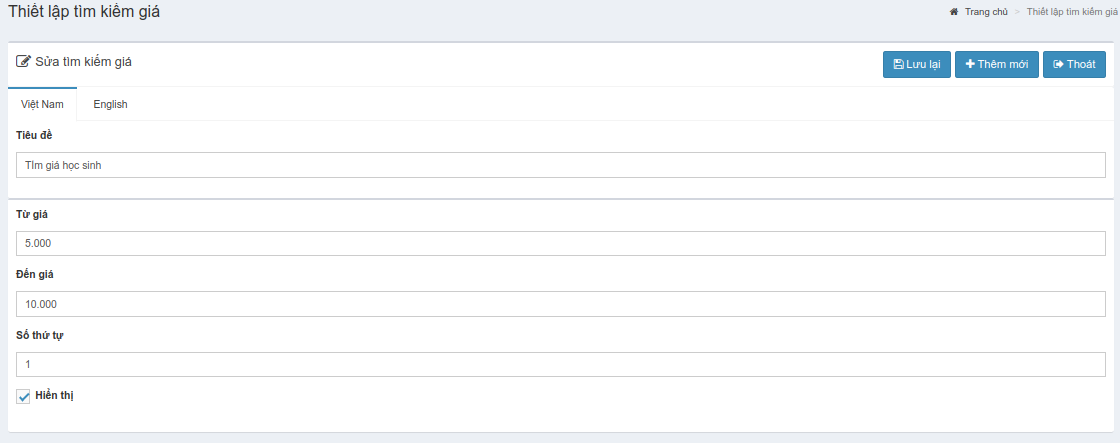 Thiết lập tìm kiếm giá
Trang chủ > Thiết lập tìm kiếm giá
Sửa tìm kiếm giá
Lưu lại Thêm mới Thoát
Việt Nam English
Tiêu đề
TÌm giá học sinh
Từ giá
5.000
Đến giá
10.000
Số thứ tự
1
Hiển thị